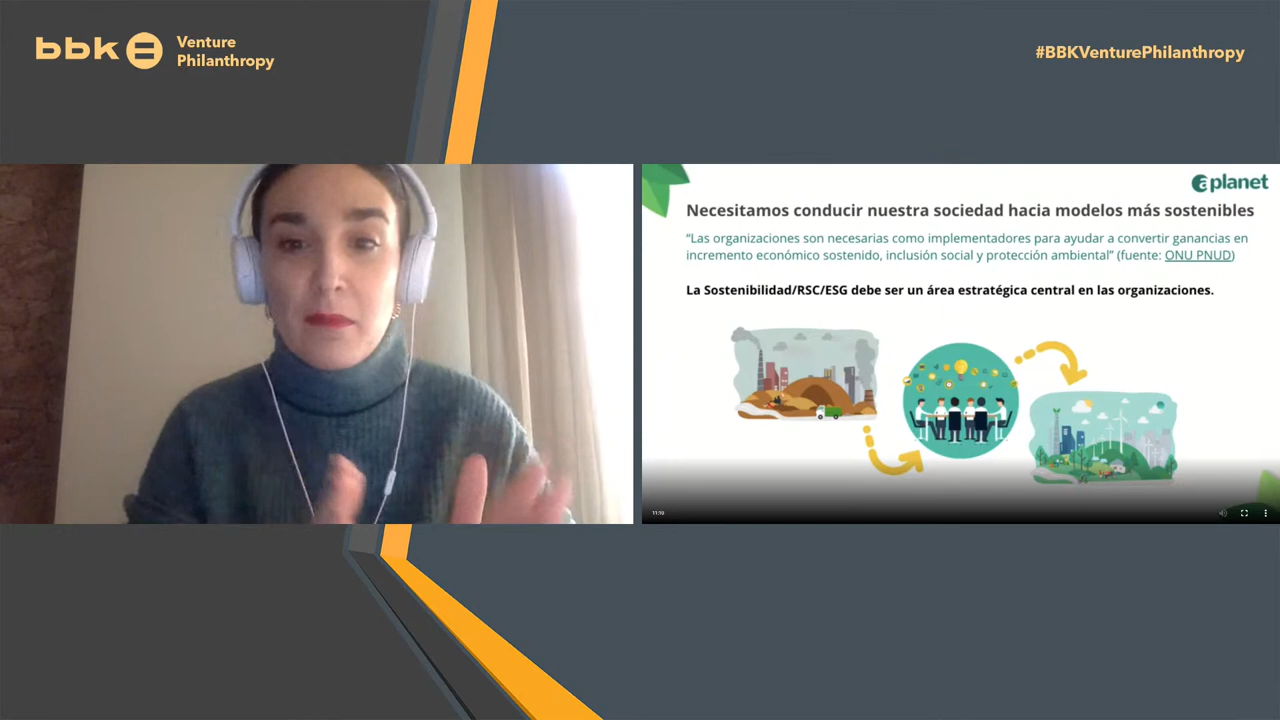 bbk
Venture
Philanthropy
#BBKVenturePhilanthropy
aplanet
Necesitamos conducir nuestra sociedad hacia modelos más sostenibles
“Las organizaciones son necesarias como implementadores para ayudar a convertir ganancias en
incremento económico sostenido, inclusión social y protección ambiental” (fuente: ONU PNUD)
La Sostenibilidad/RSC/ESG debe ser un área estratégica central en las organizaciones.
11:10